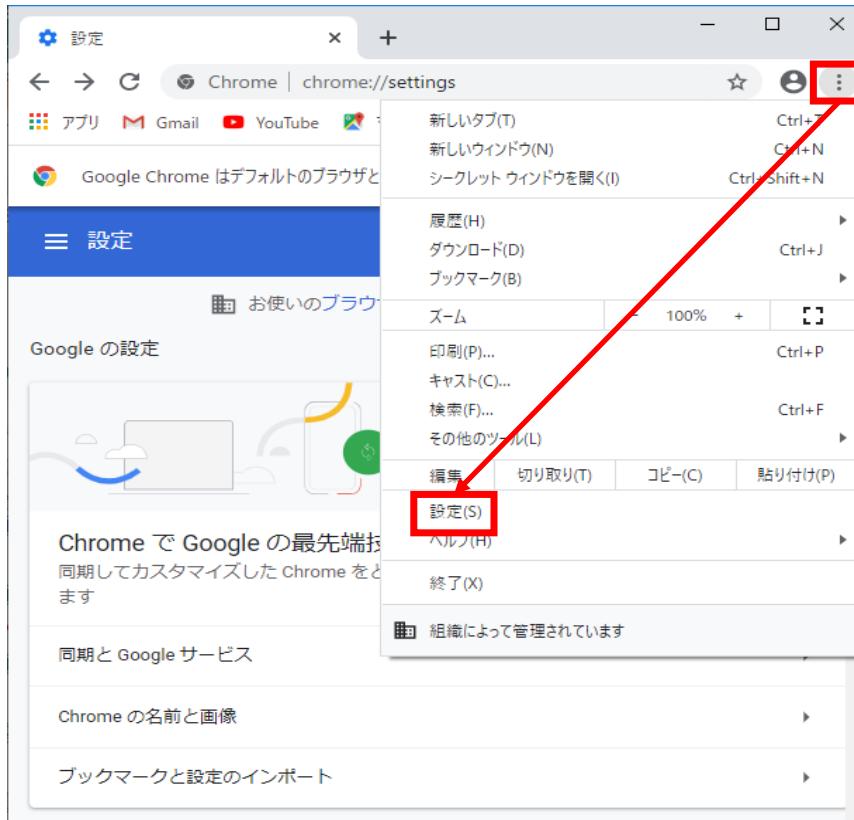 設定
Chrome | chrome://settings
アプリ Gmail YouTube
Google Chrome はデフォルトのブラウザと
設定
お使いのブラウ
Google の設定
Chrome で Google の最先端技
同期してカスタマイズした Chrome をと
ます
同期と Google サービス
Chrome の名前と画像
ブックマークと設定のインポート
新しいタブ(T) Ctrl+T
新しいウィンドウ(N) Ctrl+N
シークレット ウィンドウを開く(I) Ctrl+Shift+N
履歴(H)
ダウンロード(D) Ctrl+J
ブックマーク(B)
ズーム - 100% +
印刷(P)... Ctrl+P
キャスト(C)...
検索(F)... Ctrl+F
その他のツール(L)
編集 切り取り(T) コピー(C) 貼り付け(P)
設定(S)
ヘルプ(H)
終了(X)
組織によって管理されています